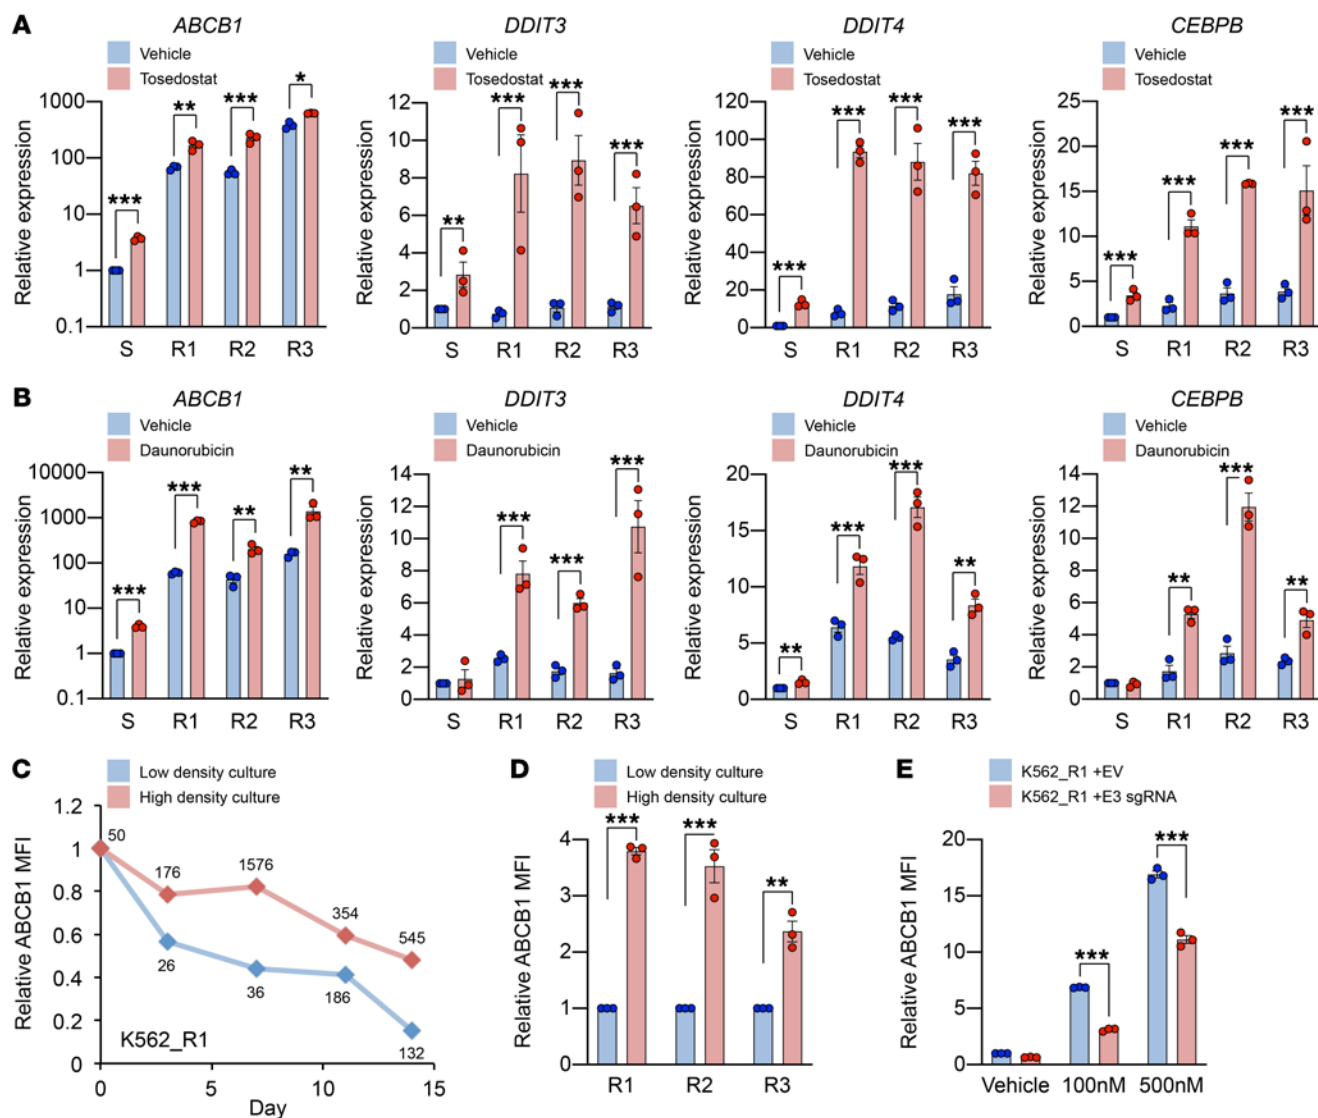 A
ABCB1
Vehicle
Tosedostat
Relative expression
1000
100
10
1
0.1
***
**
***
*
S R1 R2 R3
DDIT3
Vehicle
Tosedostat
Relative expression
12
10
8
6
4
2
0
**
***
***
***
S R1 R2 R3
DDIT4
Vehicle
Tosedostat
Relative expression
120
100
80
60
40
20
0
***
***
***
***
S R1 R2 R3
CEBPB
Vehicle
Tosedostat
Relative expression
25
20
15
10
5
0
***
***
***
***
S R1 R2 R3
B
ABCB1
Vehicle
Daunorubicin
Relative expression
10000
1000
100
10
1
0.1
***
***
**
**
S R1 R2 R3
DDIT3
Vehicle
Daunorubicin
Relative expression
14
12
10
8
6
4
2
0
***
***
***
S R1 R2 R3
DDIT4
Vehicle
Daunorubicin
Relative expression
20
15
10
5
0
**
***
***
**
S R1 R2 R3
CEBPB
Vehicle
Daunorubicin
Relative expression
14
12
10
8
6
4
2
0
**
***
**
S R1 R2 R3
C
Low density culture
High density culture
Relative ABCB1 MFI
1.2
1
0.8
0.6
0.4
0.2
0
50
176
1576
354
545
26
36
186
132
K562_R1
0 5 10 15
Day
D
Low density culture
High density culture
Relative ABCB1 MFI
4
3
2
1
0
***
***
**
R1 R2 R3
E
K562_R1 +EV
K562_R1 +E3 sgRNA
Relative ABCB1 MFI
20
15
10
5
0
***
***
Vehicle 100nM 500nM